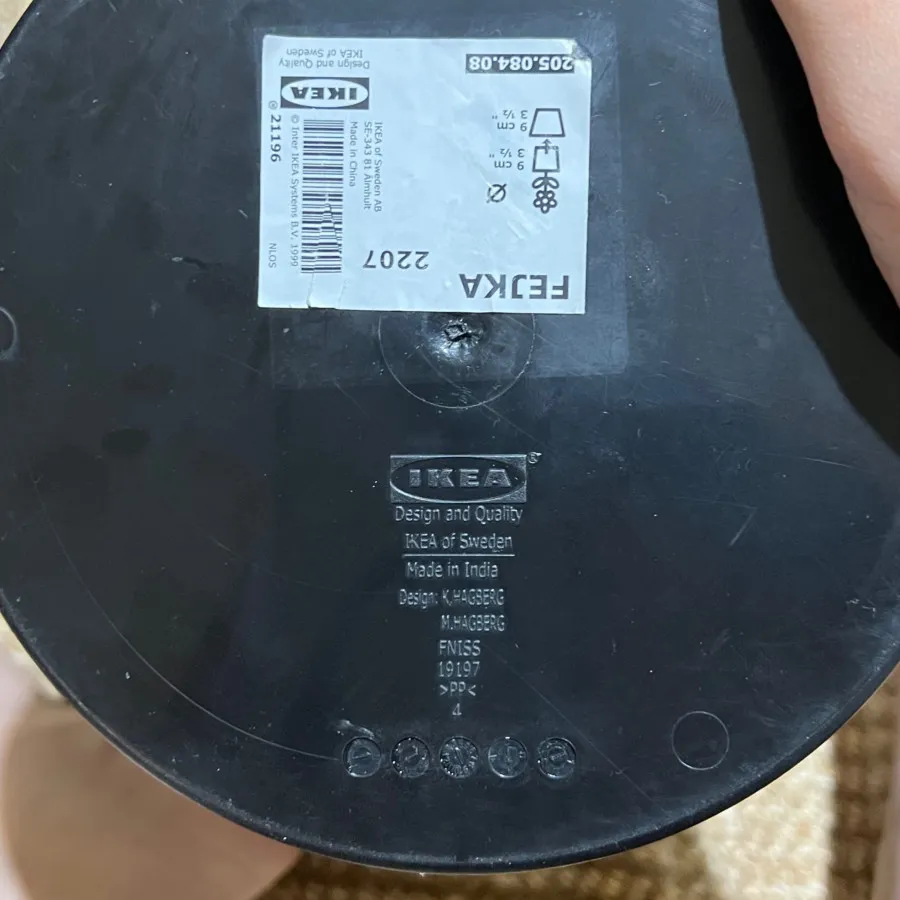 FEJKA
2207
9 cm
3 ½ "
9 cm
3 ½ "
205.084.08
IKEA of Sweden AB
SE-343 81 Älmhult
Made in China
© Inter IKEA Systems B.V. 1999
NLOS
® 21196
IKEA
Design and Quality
IKEA of Sweden
IKEA®
Design and Quality
IKEA of Sweden
Made in India
Design: K.HAGBERG
M.HAGBERG
FNISS
19197
>PP<
4